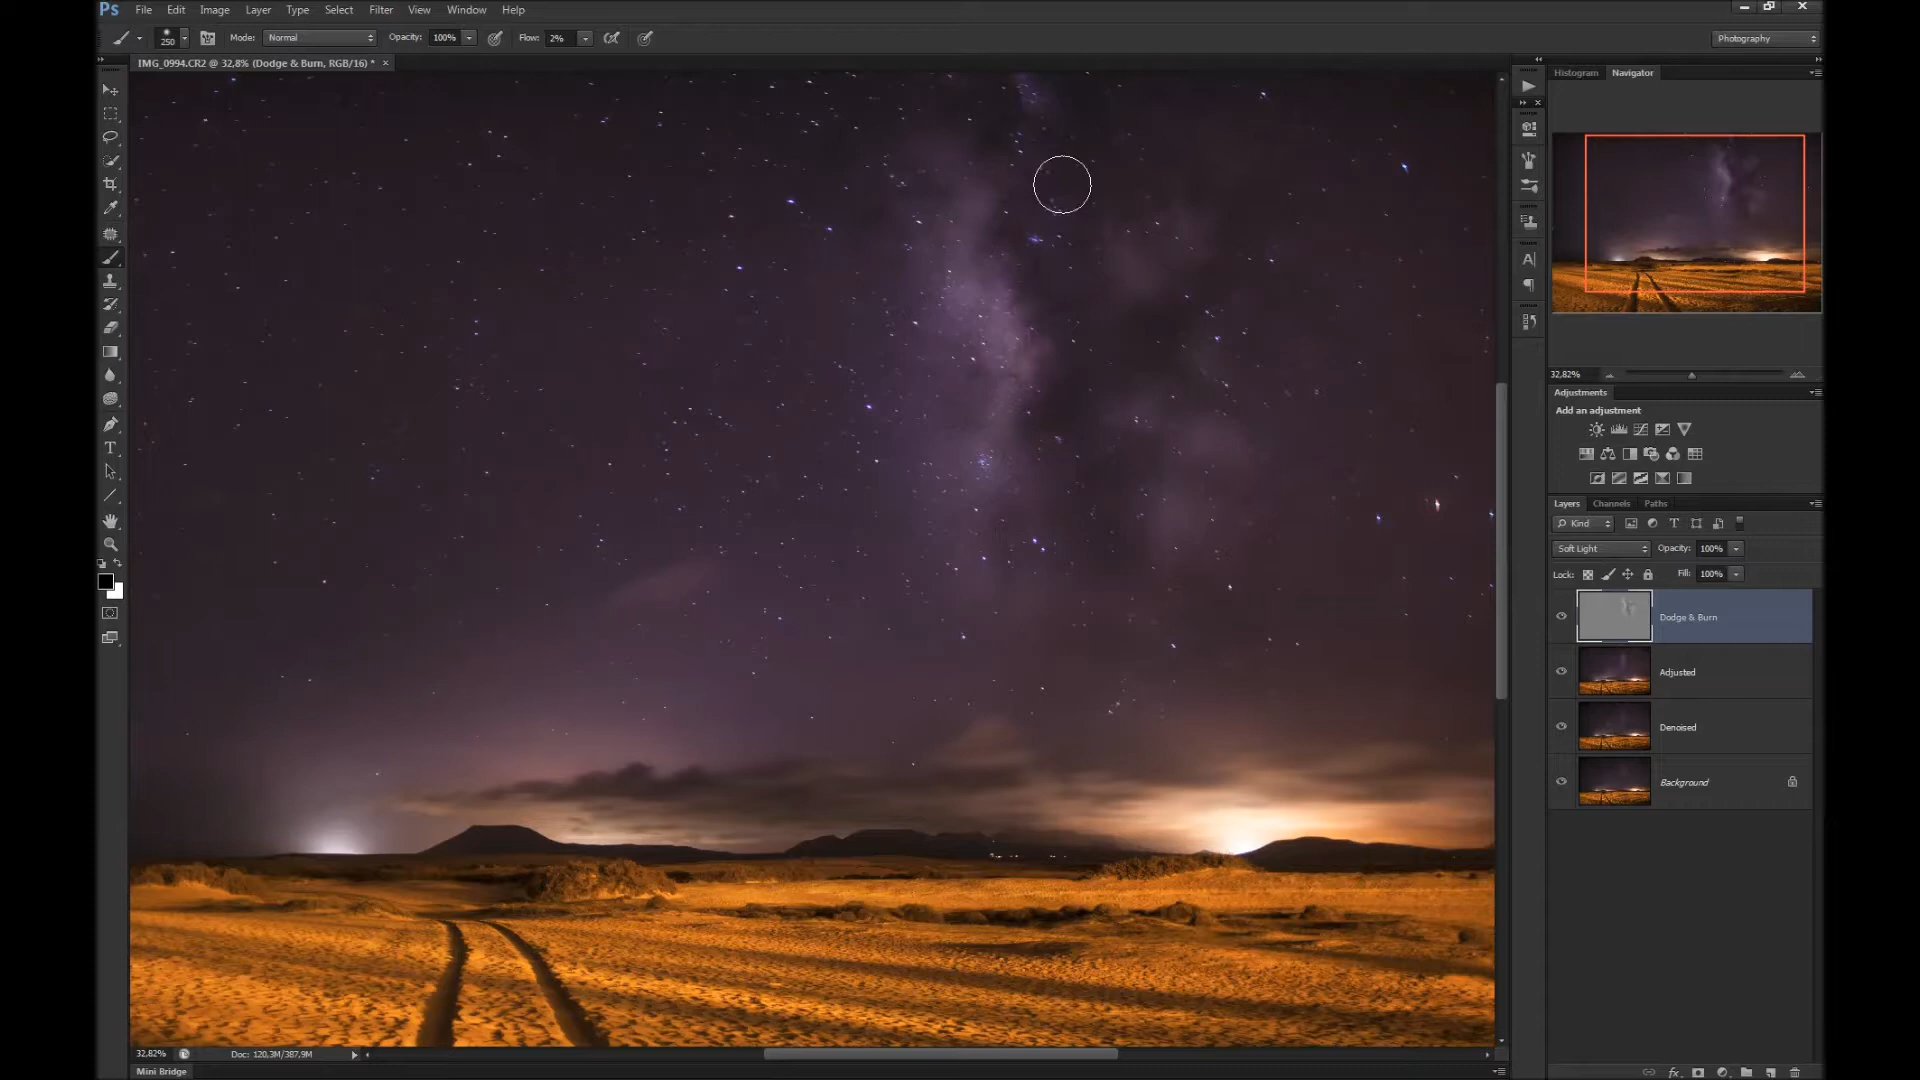 Ps File Edit Image Layer Select Filter View Window Help
Type
250 Mode: Normal Opacity: 100% Flow: 2% Photography
IMG_0994.CR2 @ 32,8% (Dodge & Burn, RGB/16) * ×
Histogram Navigator
32,82%
Adjustments
Add an adjustment
Layers Channels Paths
Kind
Soft Light Opacity: 100%
Lock: Fill: 100%
Dodge & Burn
Adjusted
Denoised
Background
32,82% Doc: 120,3M/387,9M
Mini Bridge